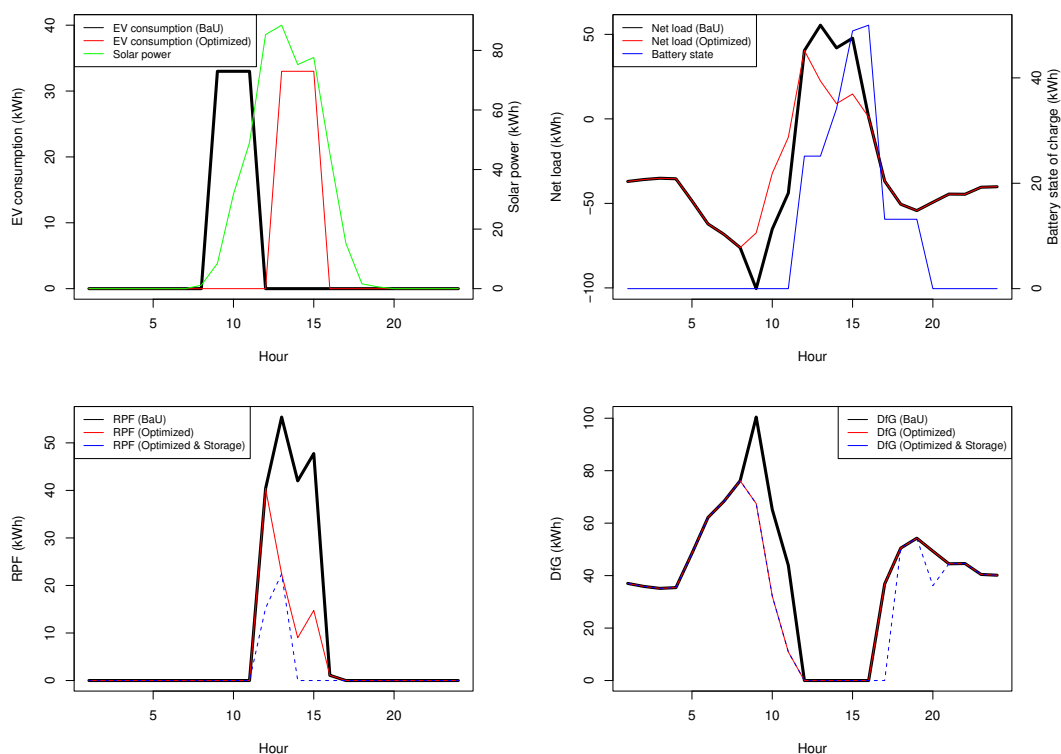 EV consumption (BaU)
EV consumption (Optimized)
Solar power
EV consumption (kWh)
0
10
20
30
40
Solar power (kWh)
0
20
40
60
80
5
10
15
20
Hour
Net load (BaU)
Net load (Optimized)
Battery state
Net load (kWh)
−100
−50
0
50
Battery state of charge (kWh)
0
20
40
5
10
15
20
Hour
RPF (BaU)
RPF (Optimized)
RPF (Optimized & Storage)
RPF (kWh)
0
10
20
30
40
50
5
10
15
20
Hour
DfG (BaU)
DfG (Optimized)
DfG (Optimized & Storage)
DfG (kWh)
0
20
40
60
80
100
5
10
15
20
Hour